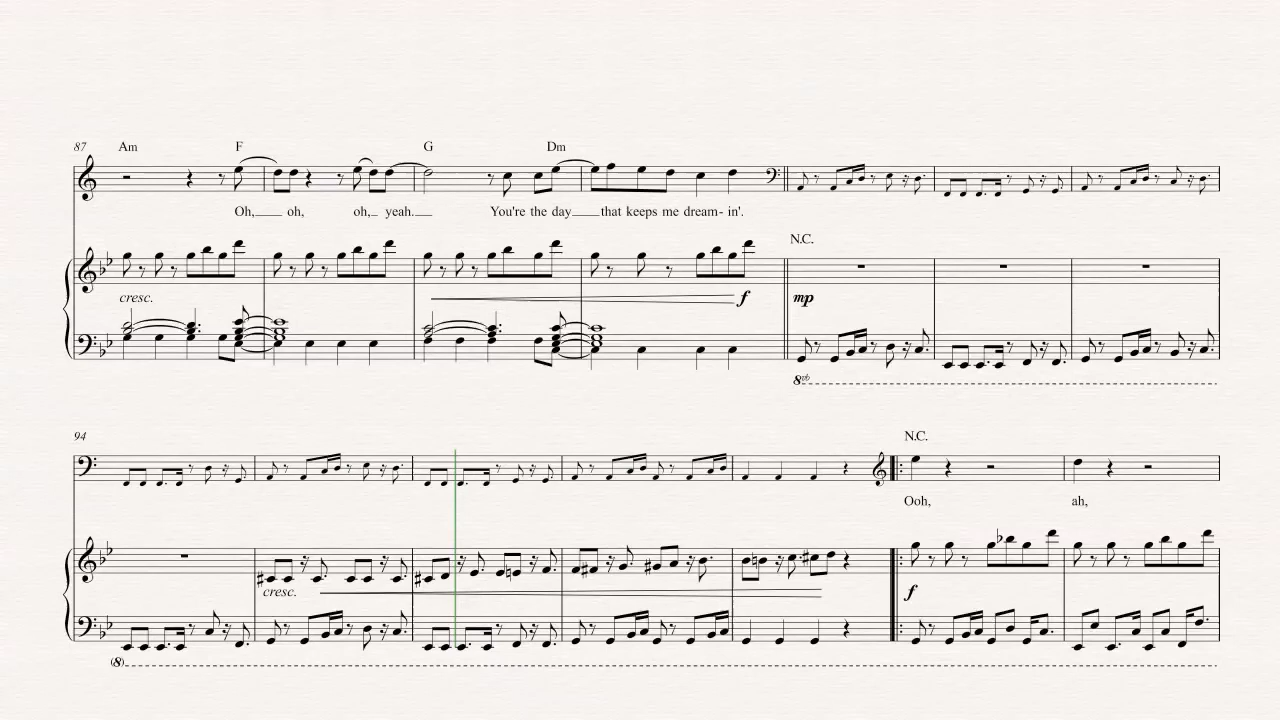 87 Am F G Dm
Oh, oh, oh, yeah. You're the day that keeps me dream- in'.
N.C.
cresc. f mp
8vb
94 N.C.
Ooh, ah,
cresc. f
(8)